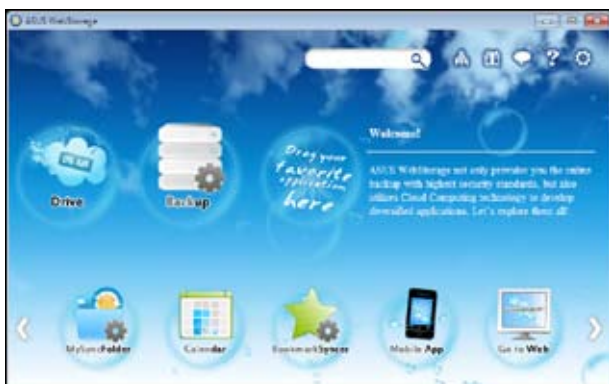 ASUS WebStorage
Drive
Backup
Drag your
favorite
application
here
Welcome!
ASUS WebStorage not only provides you the online
backup with highest security standards, but also
utilizes Cloud Computing technology to develop
diversified applications. Let's explore them all!
MySyncFolder
Calendar
BookmarkSyncer
Mobile App
Go to Web